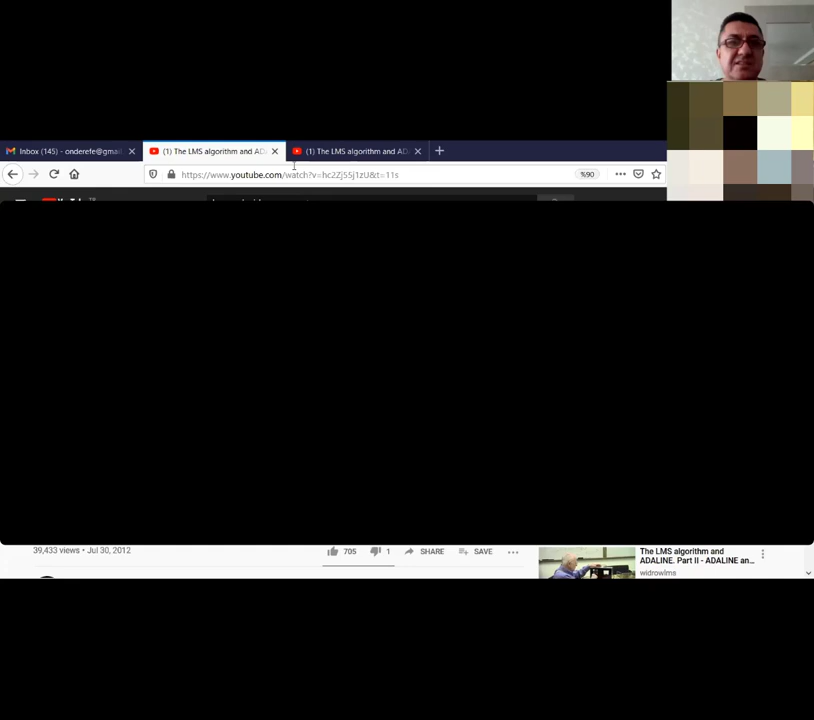 Inbox (145) - onderefe@gmai
(1) The LMS algorithm and AD
(1) The LMS algorithm and AD
https://www.youtube.com/watch?v=hc2Zj55j1zU&t=11s
%90
39,433 views • Jul 30, 2012
705
1
SHARE
SAVE
The LMS algorithm and
ADALINE. Part II - ADALINE an...
widrowlms